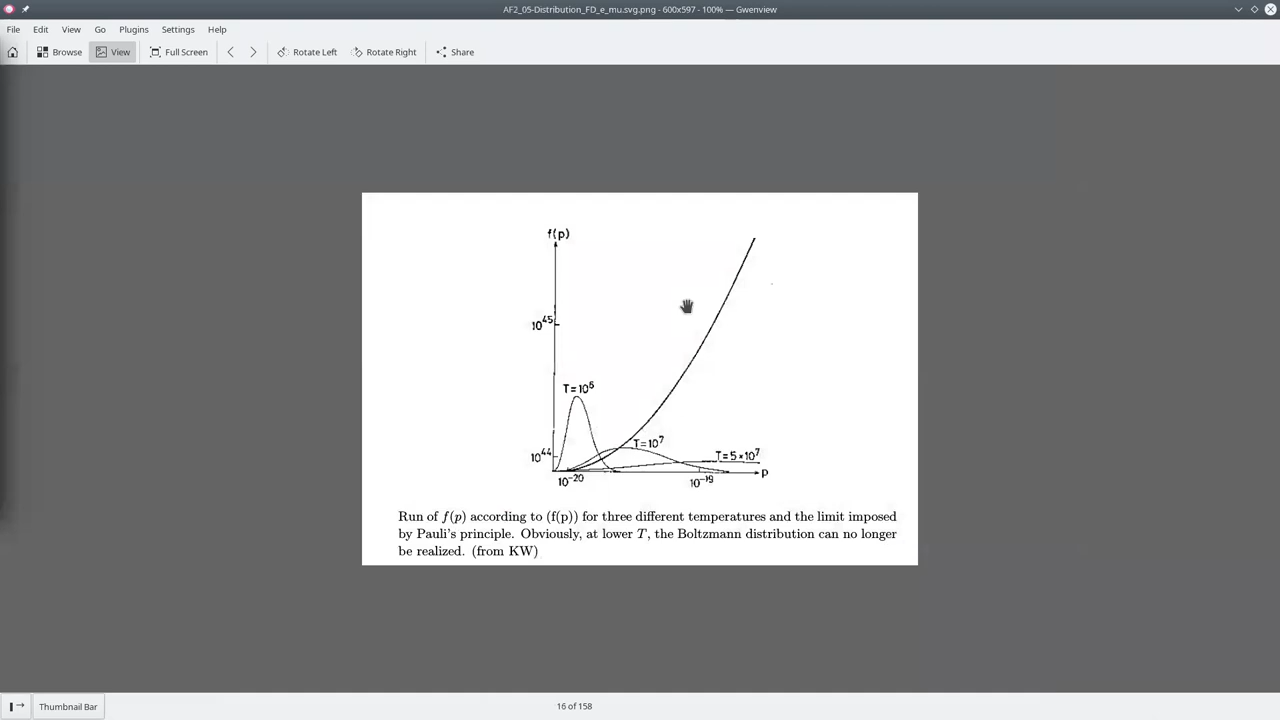 AF2_05-Distribution_FD_e_mu.svg.png - 600x597 - 100% — Gwenview
File Edit View Go Plugins Settings Help
Browse View Full Screen Rotate Left Rotate Right Share
f(p)
10^45
T=10^6
10^44
T=10^7
T=5×10^7
p
10^-20
10^-19
Run of f(p) according to (f(p)) for three different temperatures and the limit imposed
by Pauli's principle. Obviously, at lower T, the Boltzmann distribution can no longer
be realized. (from KW)
Thumbnail Bar 16 of 158